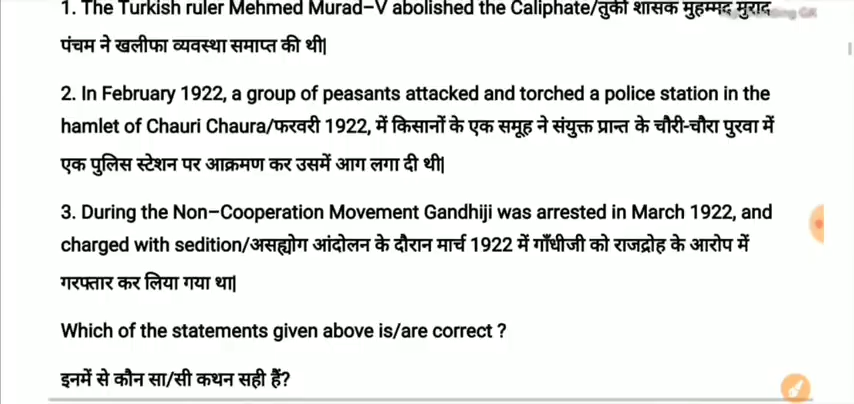 1. The Turkish ruler Mehmed Murad-V abolished the Caliphate/तुर्की शासक मुहम्मद मुराद
पंचम ने खलीफा व्यवस्था समाप्त की थी|
2. In February 1922, a group of peasants attacked and torched a police station in the
hamlet of Chauri Chaura/फरवरी 1922, में किसानों के एक समूह ने संयुक्त प्रान्त के चौरी-चौरा पुरवा में
एक पुलिस स्टेशन पर आक्रमण कर उसमें आग लगा दी थी|
3. During the Non-Cooperation Movement Gandhiji was arrested in March 1922, and
charged with sedition/असहयोग आंदोलन के दौरान मार्च 1922 में गाँधीजी को राजद्रोह के आरोप में
गरफ्तार कर लिया गया था|
Which of the statements given above is/are correct ?
इनमें से कौन सा/सी कथन सही हैं?